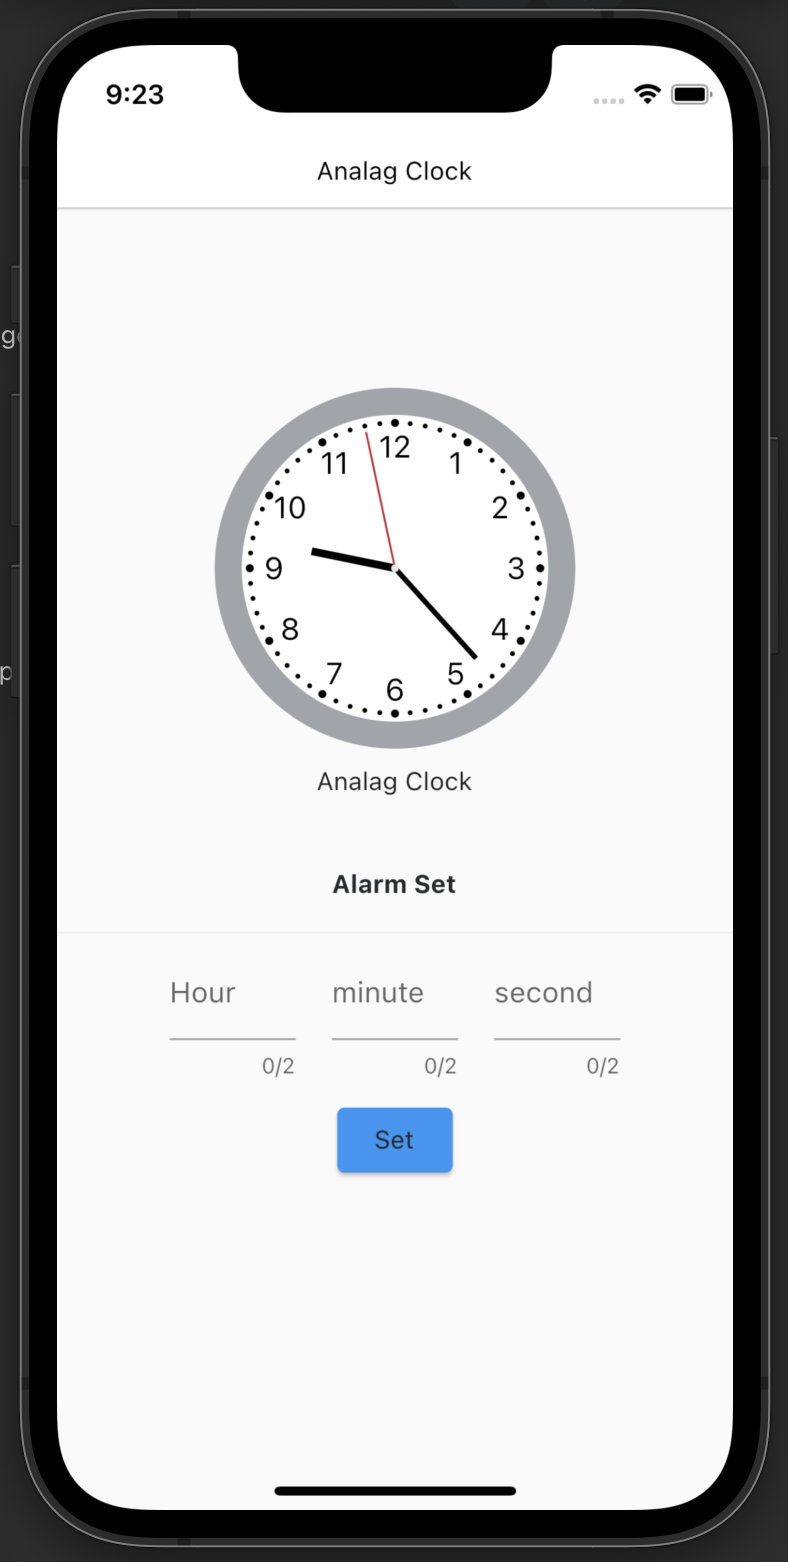 9:23
Analag Clock
12
11
1
10
2
9
3
8
4
7
5
6
Analag Clock
Alarm Set
Hour minute second
0/2 0/2 0/2
Set